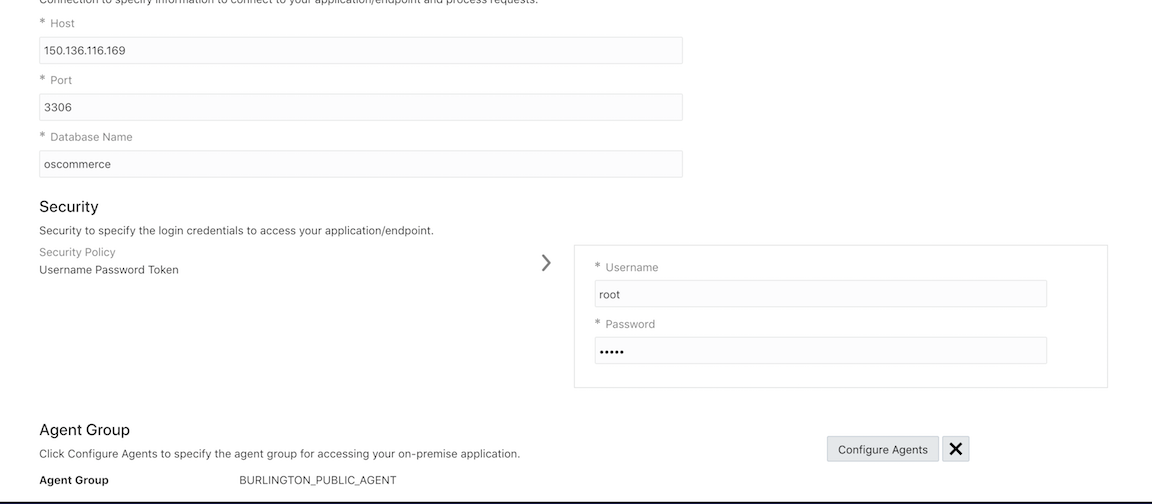 Connection to specify information to connect to your application/endpoint and process requests.
* Host
150.136.116.169
* Port
3306
* Database Name
oscommerce
Security
Security to specify the login credentials to access your application/endpoint.
Security Policy
Username Password Token
* Username
root
* Password
•••••
Agent Group
Click Configure Agents to specify the agent group for accessing your on-premise application.
Configure Agents
Agent Group BURLINGTON_PUBLIC_AGENT